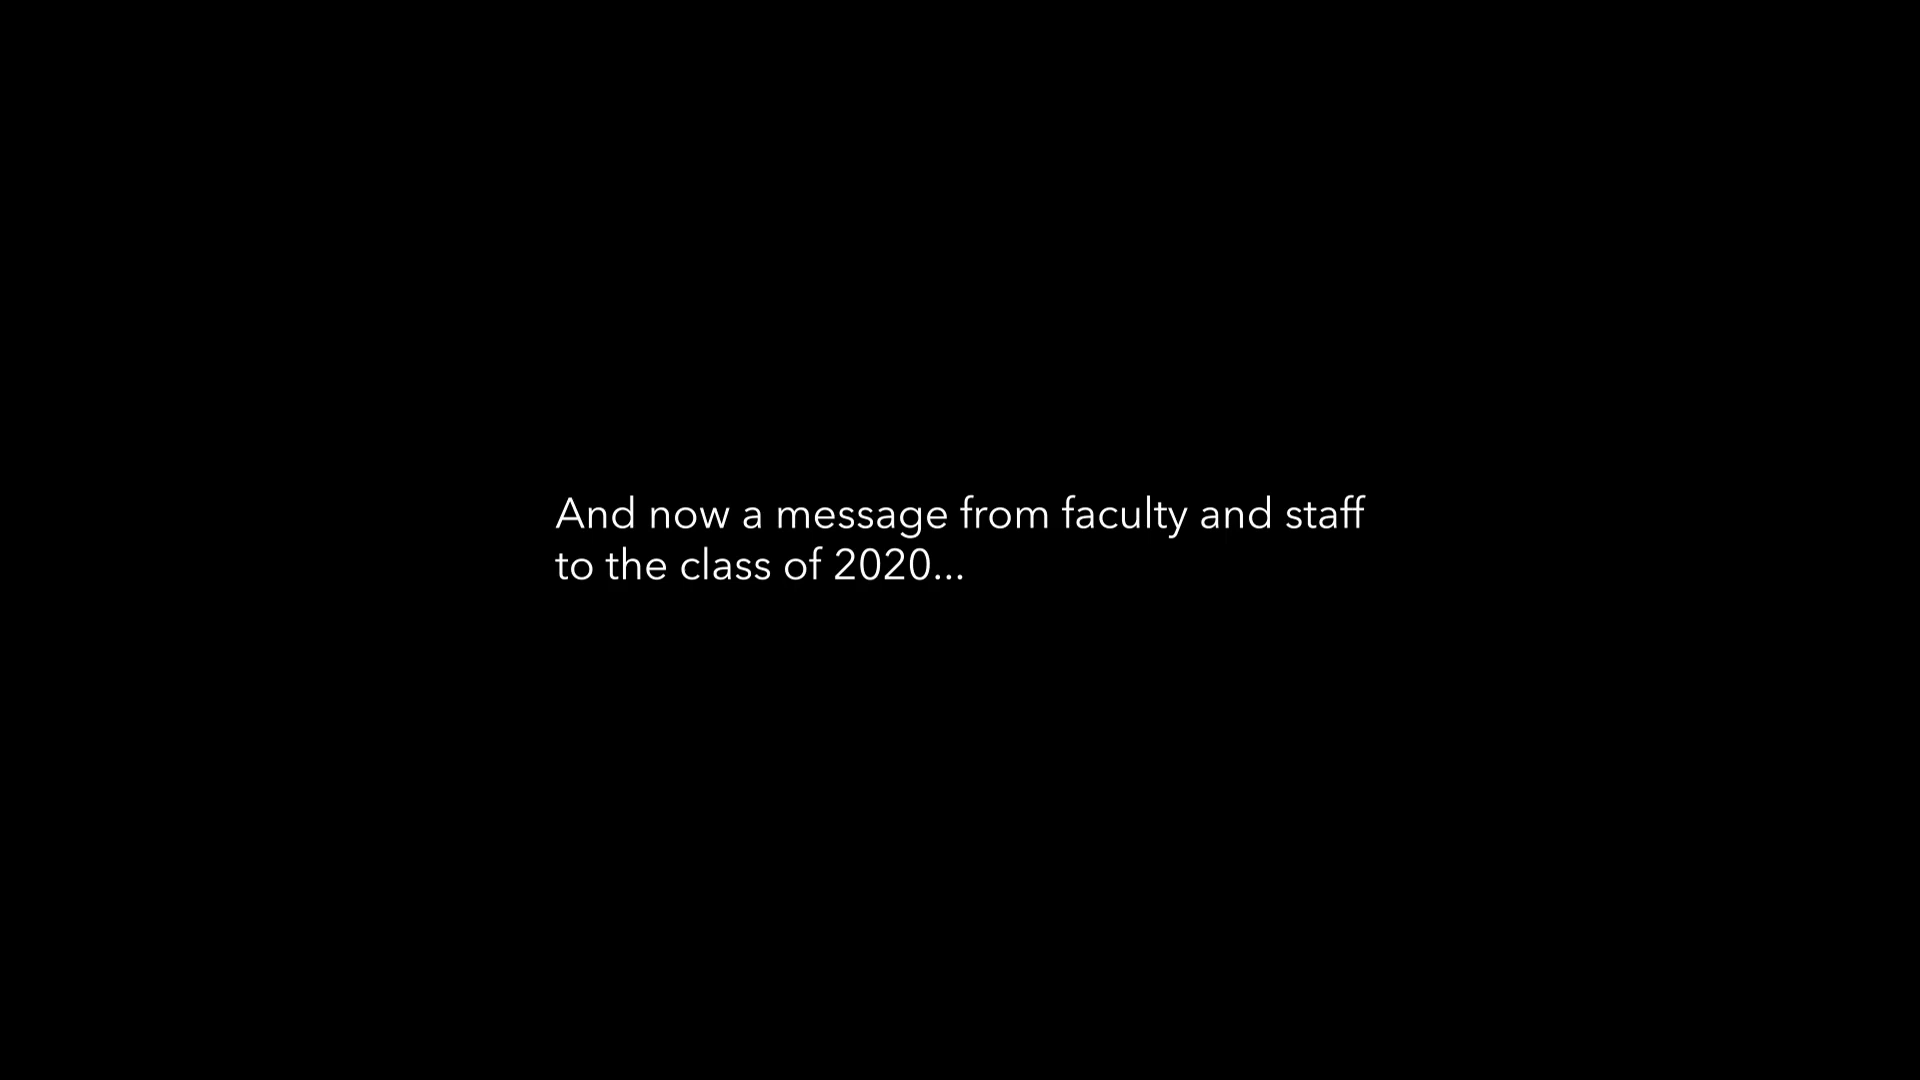 And now a message from faculty and staff
to the class of 2020...